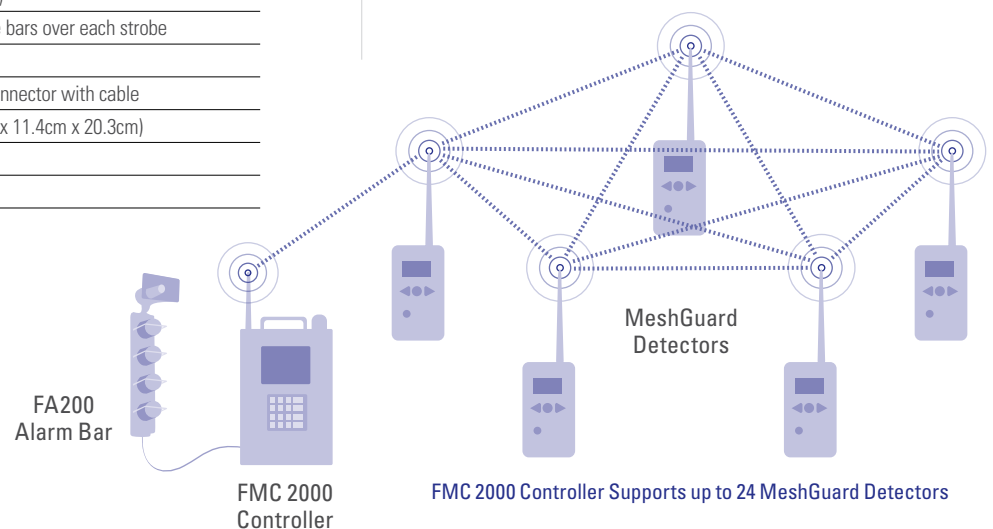 bars over each strobe
with cable
x 11.4cm x 20.3cm)
MeshGuard
Detectors
FA200
Alarm Bar
FMC 2000
Controller
FMC 2000 Controller Supports up to 24 MeshGuard Detectors